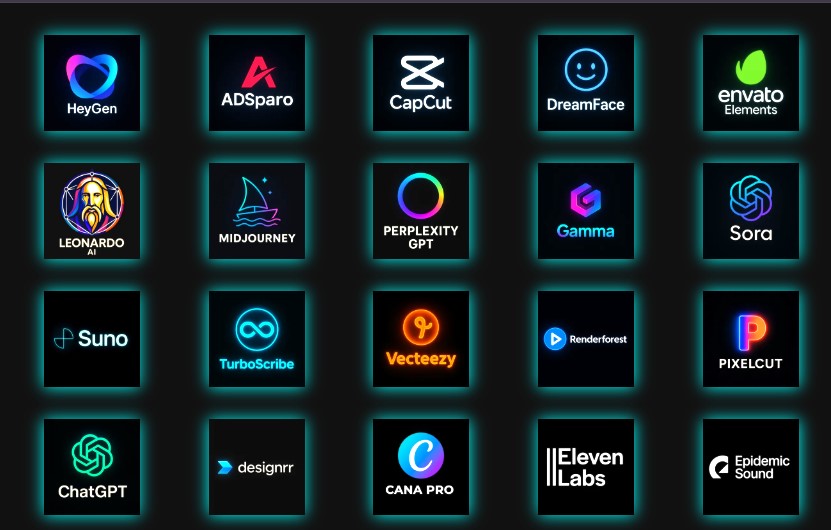 HeyGen
ADSparo
CapCut
DreamFace
envato
Elements
LEONARDO
AI
MIDJOURNEY
PERPLEXITY
GPT
Gamma
Sora
Suno
TurboScribe
Vecteezy
Renderforest
PIXELCUT
ChatGPT
designrr
CANA PRO
||Eleven
Labs
Epidemic
Sound